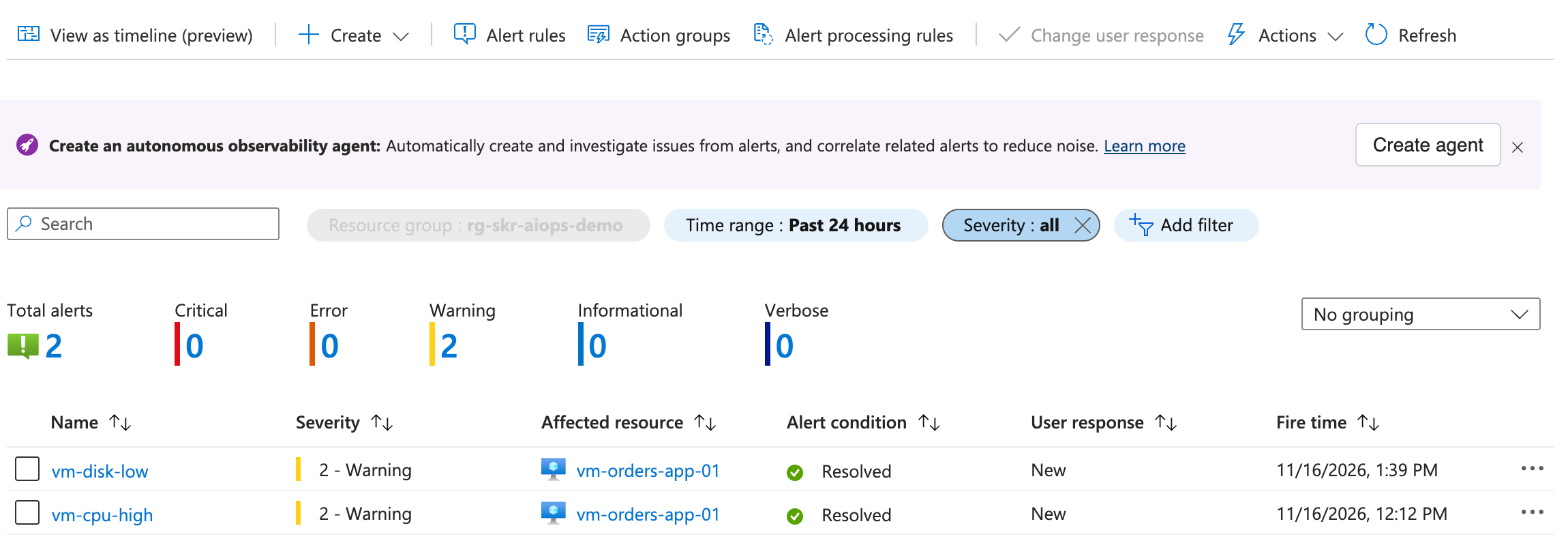 View as timeline (preview) Create Alert rules Action groups Alert processing rules Change user response Actions Refresh
Create an autonomous observability agent: Automatically create and investigate issues from alerts, and correlate related alerts to reduce noise. Learn more Create agent
Search Resource group : rg-skr-aiops-demo Time range : Past 24 hours Severity : all Add filter
Total alerts Critical Error Warning Informational Verbose
No grouping
2 0 0 2 0 0
Name Severity Affected resource Alert condition User response Fire time
vm-disk-low 2 - Warning vm-orders-app-01 Resolved New 11/16/2026, 1:39 PM
vm-cpu-high 2 - Warning vm-orders-app-01 Resolved New 11/16/2026, 12:12 PM